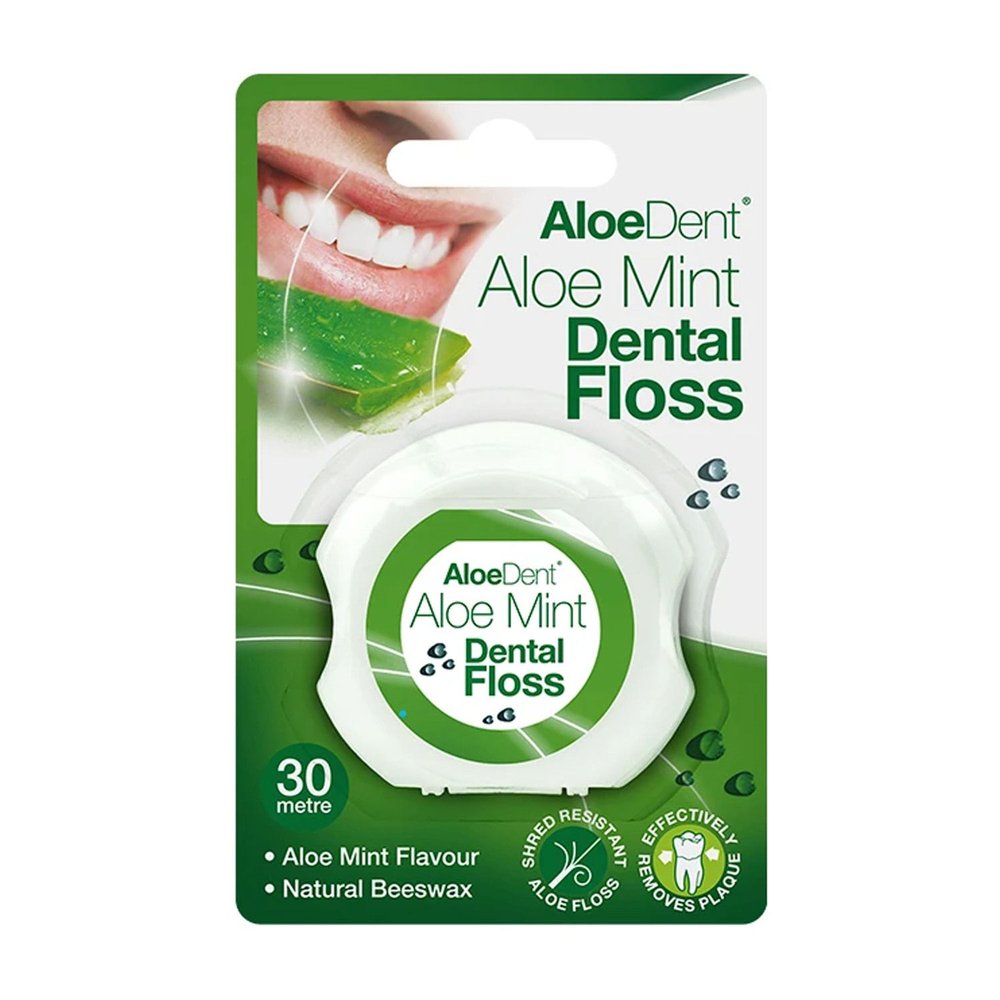 AloeDent®
Aloe Mint
Dental
Floss
AloeDent®
Aloe Mint
Dental
Floss
30
metre
• Aloe Mint Flavour
• Natural Beeswax
SHRED RESISTANT
ALOE FLOSS
EFFECTIVELY
REMOVES PLAQUE